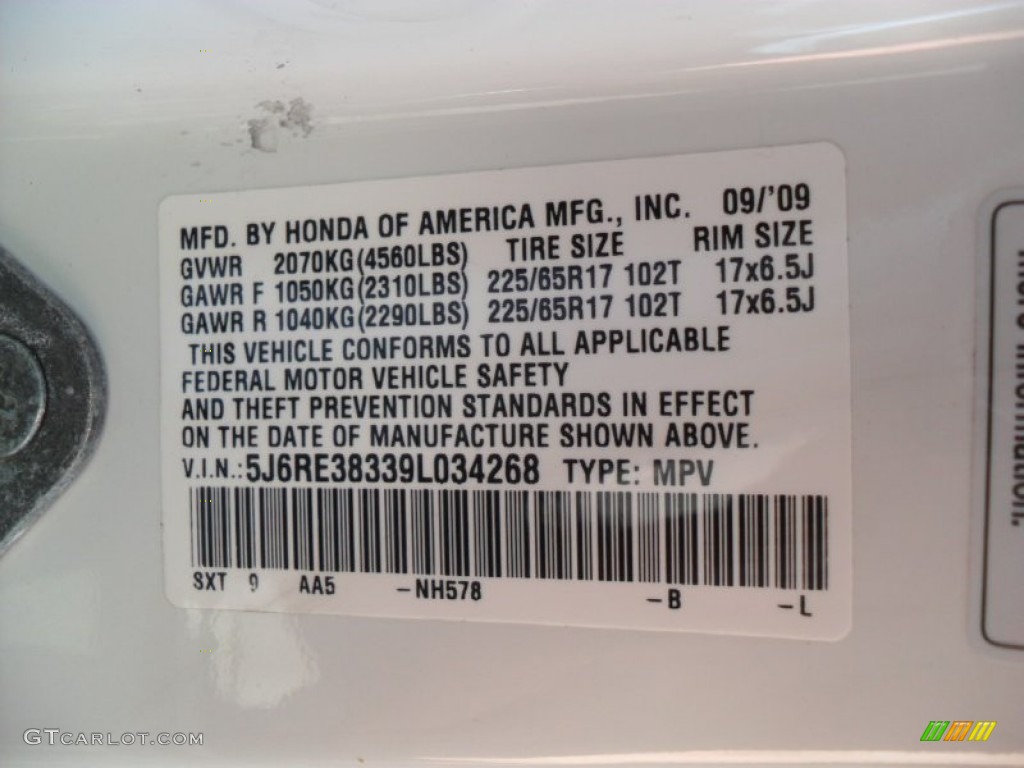 MFD. BY HONDA OF AMERICA MFG., INC. 09/'09
GVWR 2070KG(4560LBS) TIRE SIZE RIM SIZE
GAWR F 1050KG(2310LBS) 225/65R17 102T 17x6.5J
GAWR R 1040KG(2290LBS) 225/65R17 102T 17x6.5J
THIS VEHICLE CONFORMS TO ALL APPLICABLE
FEDERAL MOTOR VEHICLE SAFETY
AND THEFT PREVENTION STANDARDS IN EFFECT
ON THE DATE OF MANUFACTURE SHOWN ABOVE.
V.I.N.:5J6RE38339L034268 TYPE: MPV
SXT 9 AA5 -NH578 -B -L
information.
GTCARLOT.COM